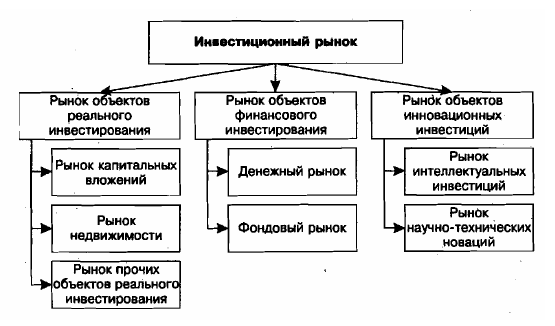 Инвестиционный рынок
Рынок объектов
реального
инвестирования
Рынок капитальных
вложений
Рынок
недвижимости
Рынок прочих
объектов реального
инвестирования
Рынок объектов
финансового
инвестирования
Денежный рынок
Фондовый рынок
Рынок объектов
инновационных
инвестиций
Рынок
интеллектуальных
инвестиций
Рынок
научно-технических
новаций